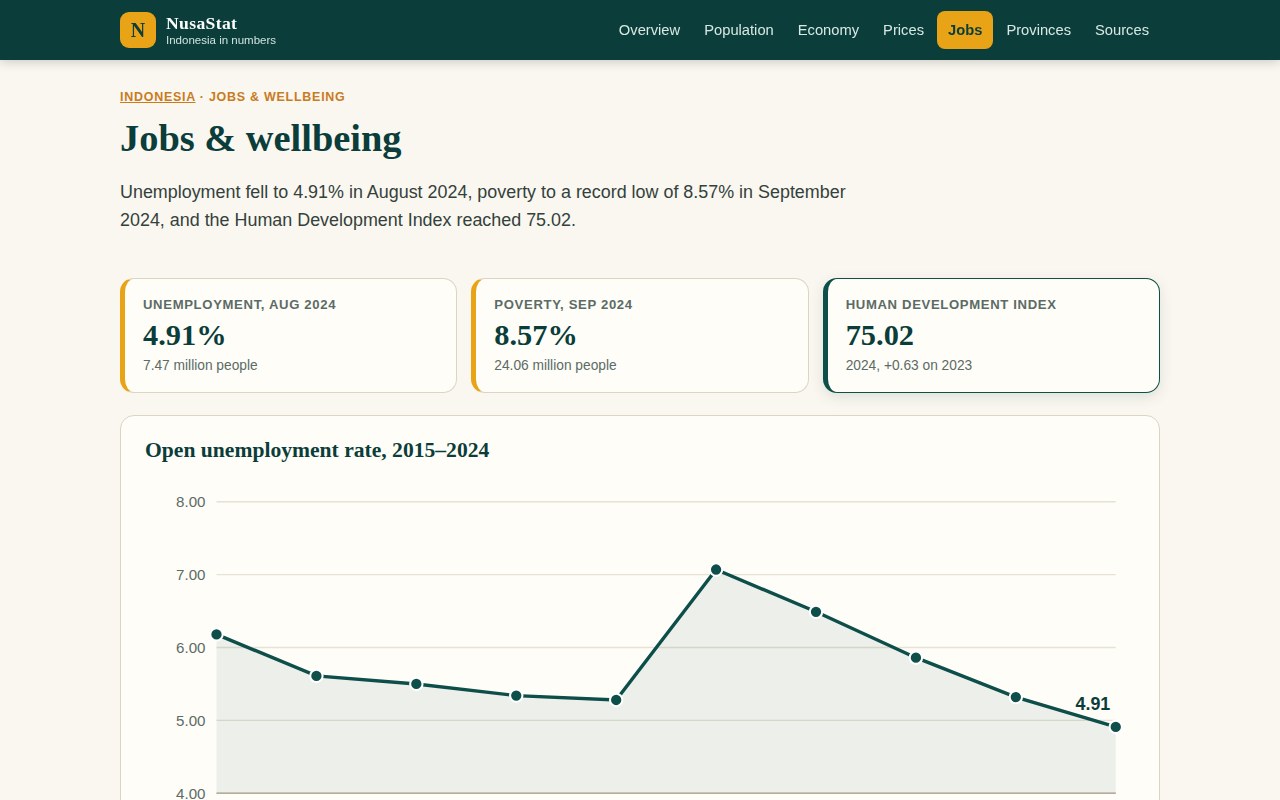 N
NusaStat
Indonesia in numbers
Overview
Population
Economy
Prices
Jobs
Provinces
Sources
INDONESIA · JOBS & WELLBEING
Jobs & wellbeing
Unemployment fell to 4.91% in August 2024, poverty to a record low of 8.57% in September
2024, and the Human Development Index reached 75.02.
UNEMPLOYMENT, AUG 2024
4.91%
7.47 million people
POVERTY, SEP 2024
8.57%
24.06 million people
HUMAN DEVELOPMENT INDEX
75.02
2024, +0.63 on 2023
Open unemployment rate, 2015–2024
8.00
7.00
6.00
5.00
4.00
4.91